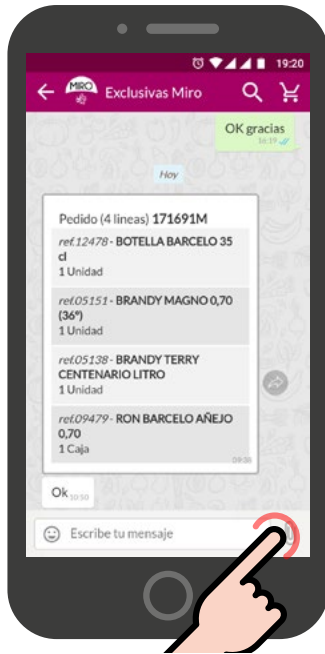 19:20
MIRO
Exclusivas Miro
OK gracias
16:19
Hoy
Pedido (4 lineas) 171691M
ref.12478 - BOTELLA BARCELO 35
cl
1 Unidad
ref.05151 - BRANDY MAGNO 0,70
(36º)
1 Unidad
ref.05138 - BRANDY TERRY
CENTENARIO LITRO
1 Unidad
ref.09479 - RON BARCELO AÑEJO
0,70
1 Caja
09:38
Ok 10:50
Escribe tu mensaje